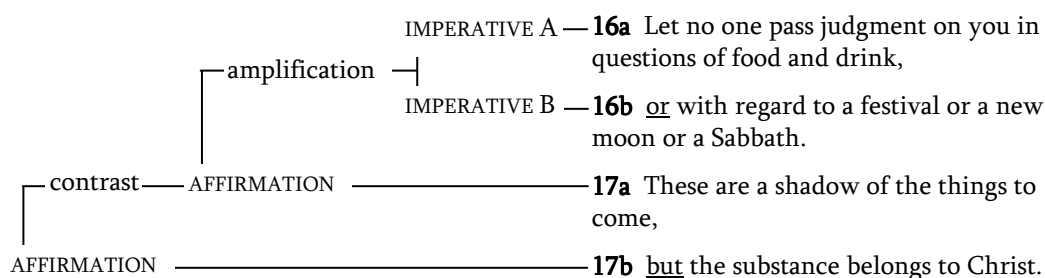 IMPERATIVE A 16a Let no one pass judgment on you in
questions of food and drink,
amplification
IMPERATIVE B 16b or with regard to a festival or a new
moon or a Sabbath.
contrast AFFIRMATION 17a These are a shadow of the things to
come,
AFFIRMATION 17b but the substance belongs to Christ.